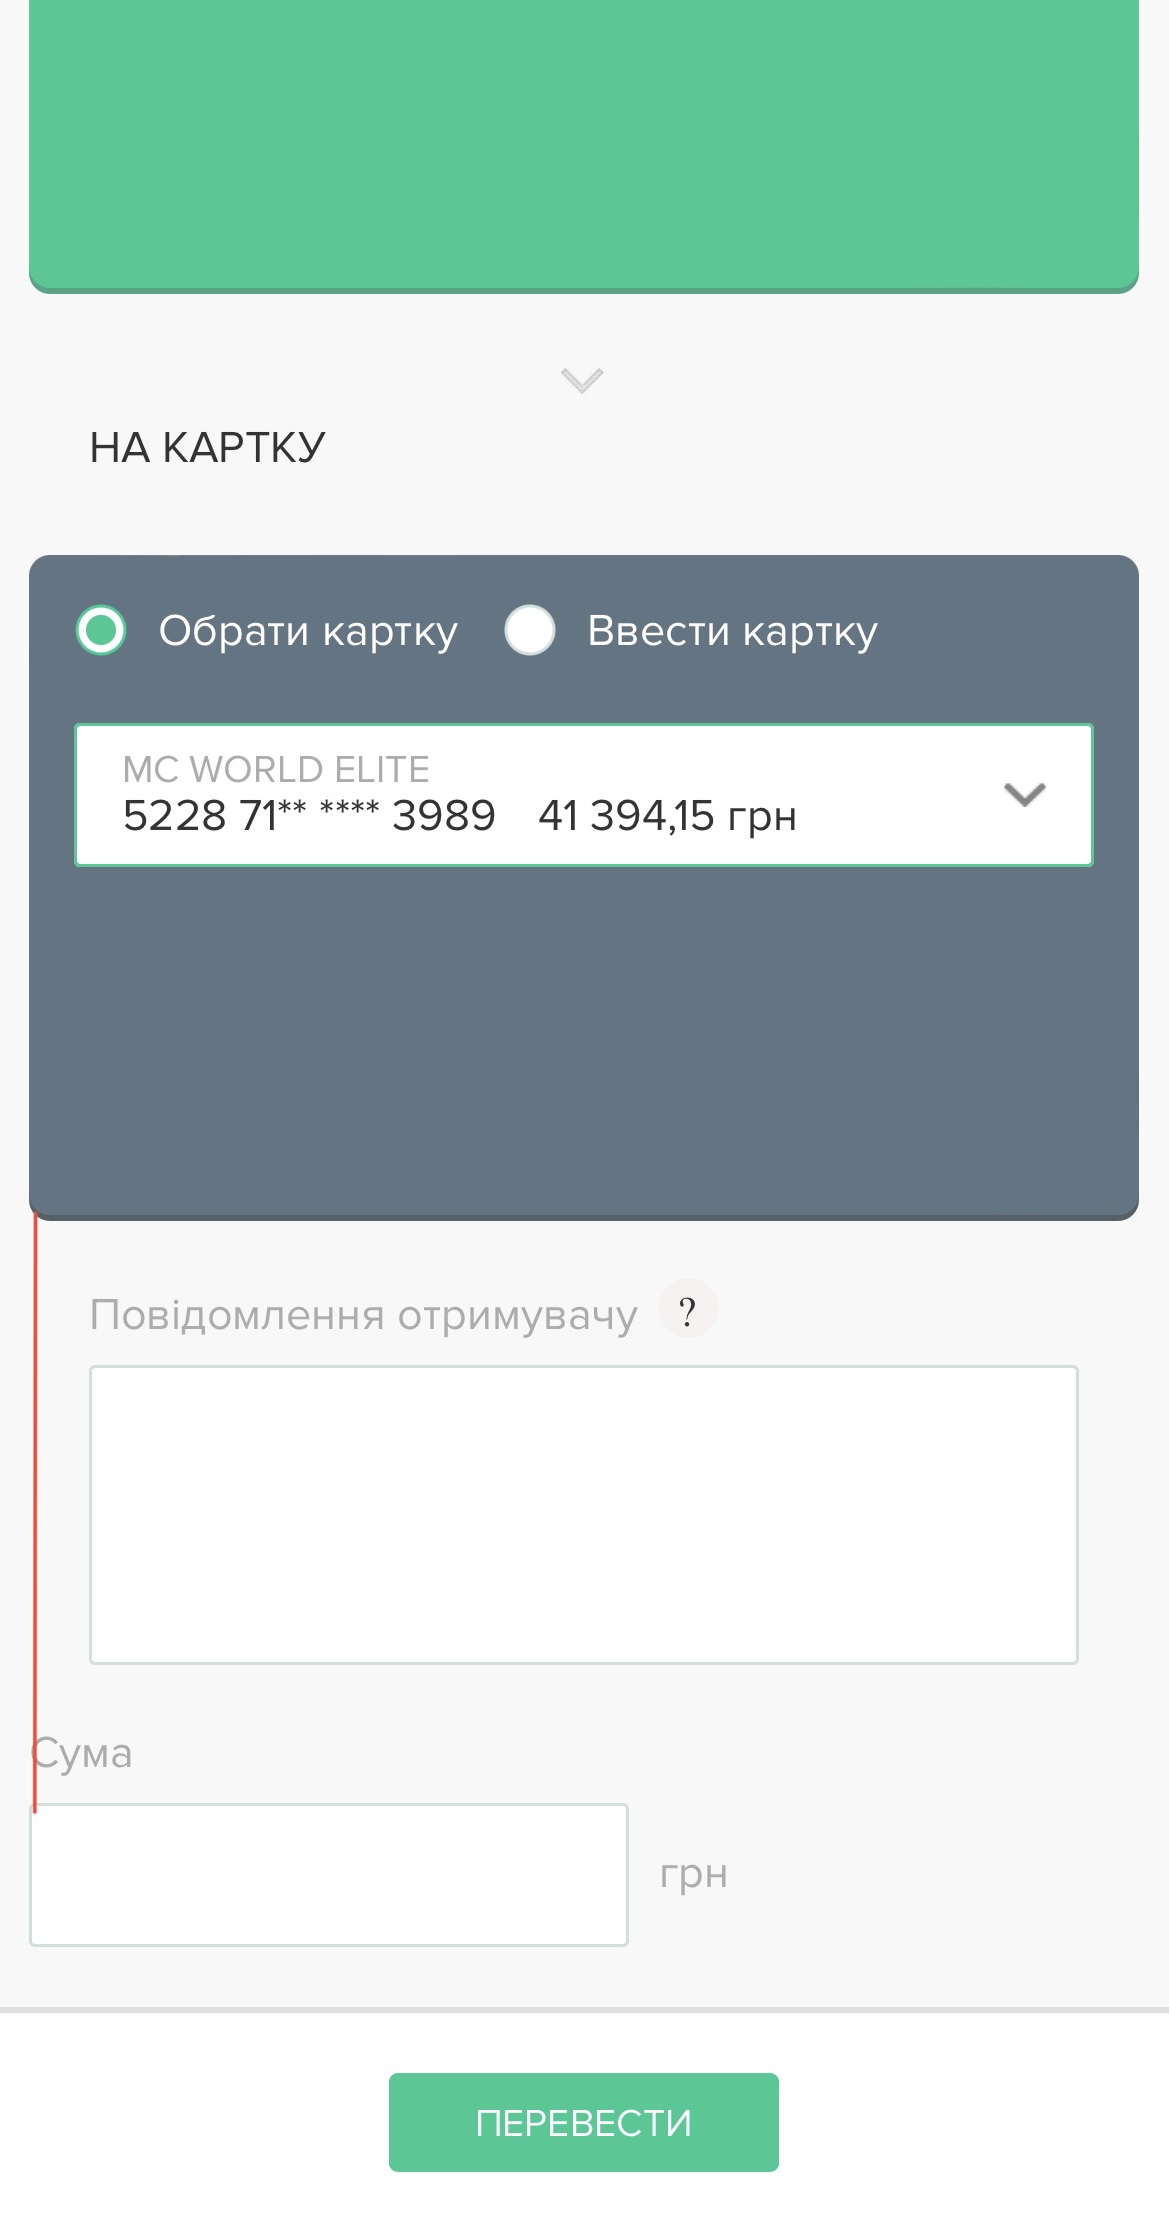 НА КАРТКУ
Обрати картку Ввести картку
MC WORLD ELITE
5228 71** **** 3989 41 394,15 грн
Повідомлення отримувачу ?
Сума
грн
ПЕРЕВЕСТИ